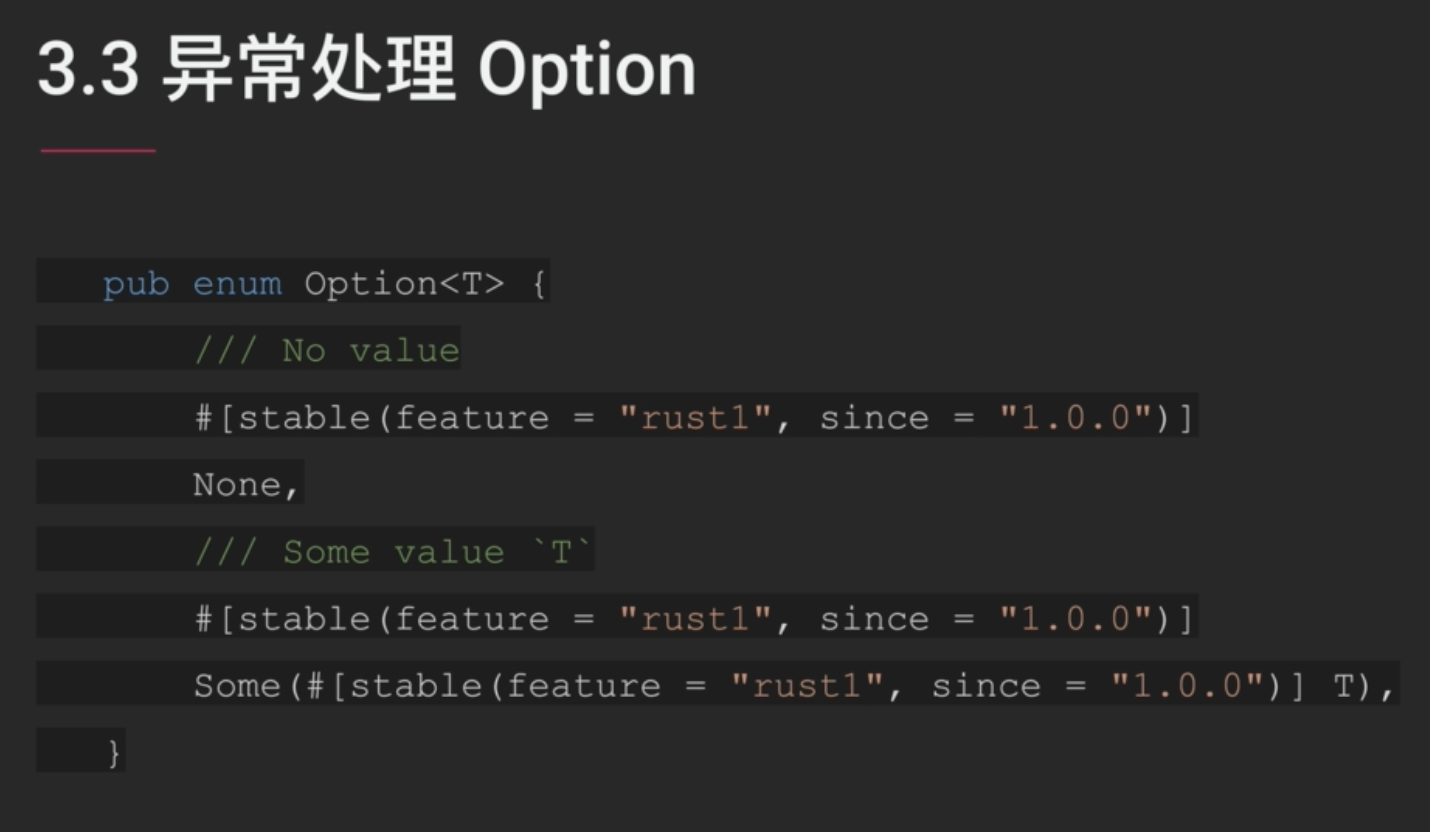 3.3 异常处理 Option
pub enum Option<T> {
/// No value
#[stable(feature = "rust1", since = "1.0.0")]
None,
/// Some value `T`
#[stable(feature = "rust1", since = "1.0.0")]
Some(#[stable(feature = "rust1", since = "1.0.0")] T),
}